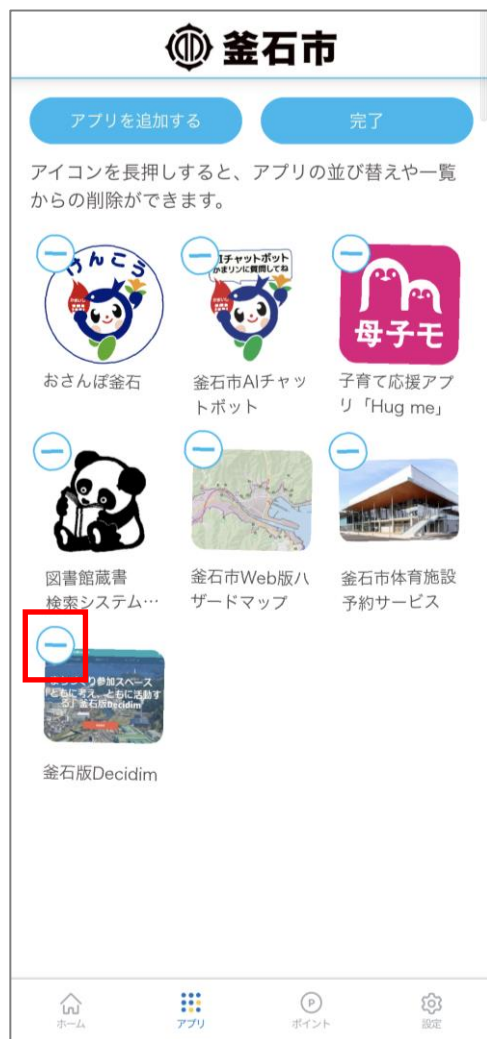 釜石市
アプリを追加する
完了
アイコンを長押しすると、アプリの並び替えや一覧
からの削除ができます。
けんこう
AIチャットボット
かまリンに質問してね
母子モ
おさんぽ釜石
釜石市AIチャッ
トボット
子育て応援アプ
リ「Hug me」
図書館蔵書
検索システム…
釜石市Web版ハ
ザードマップ
釜石市体育施設
予約サービス
り参加スペース
「ともに考え、ともに活動す
る」釜石版Decidim
釜石版Decidim
P
ホーム
アプリ
ポイント
設定